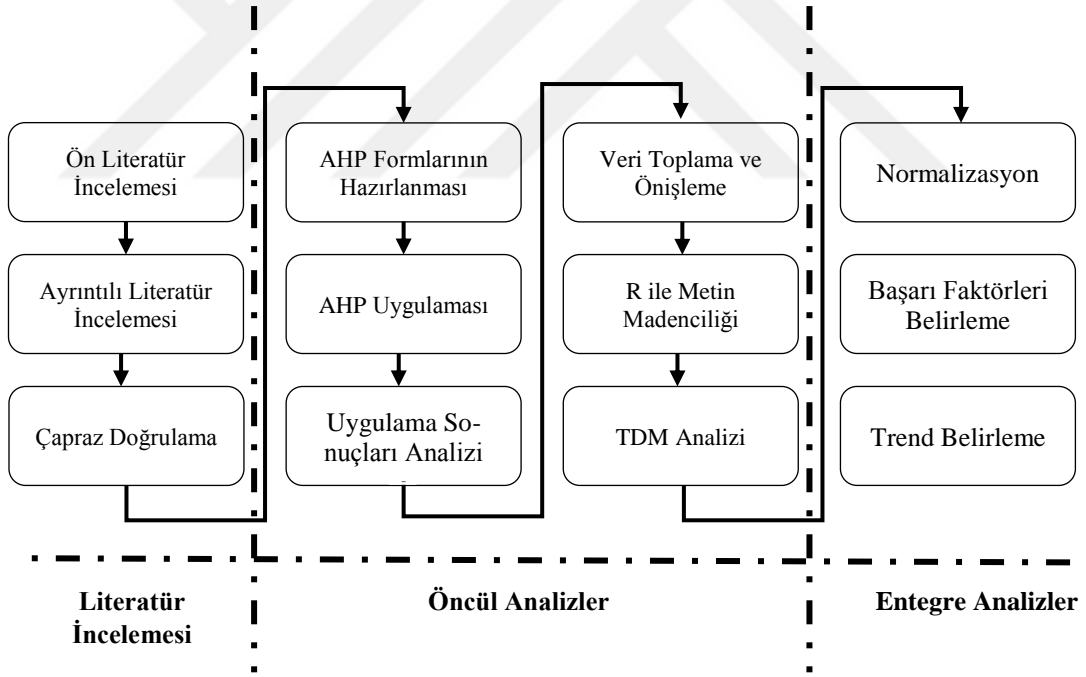 Ön Literatür
İncelemesi
Ayrıntılı Literatür
İncelemesi
Çapraz Doğrulama
AHP Formlarının
Hazırlanması
AHP Uygulaması
Uygulama So-
nuçları Analizi
Veri Toplama ve
Önişleme
R ile Metin
Madenciliği
TDM Analizi
Normalizasyon
Başarı Faktörleri
Belirleme
Trend Belirleme
Literatür
İncelemesi
Öncül Analizler
Entegre Analizler